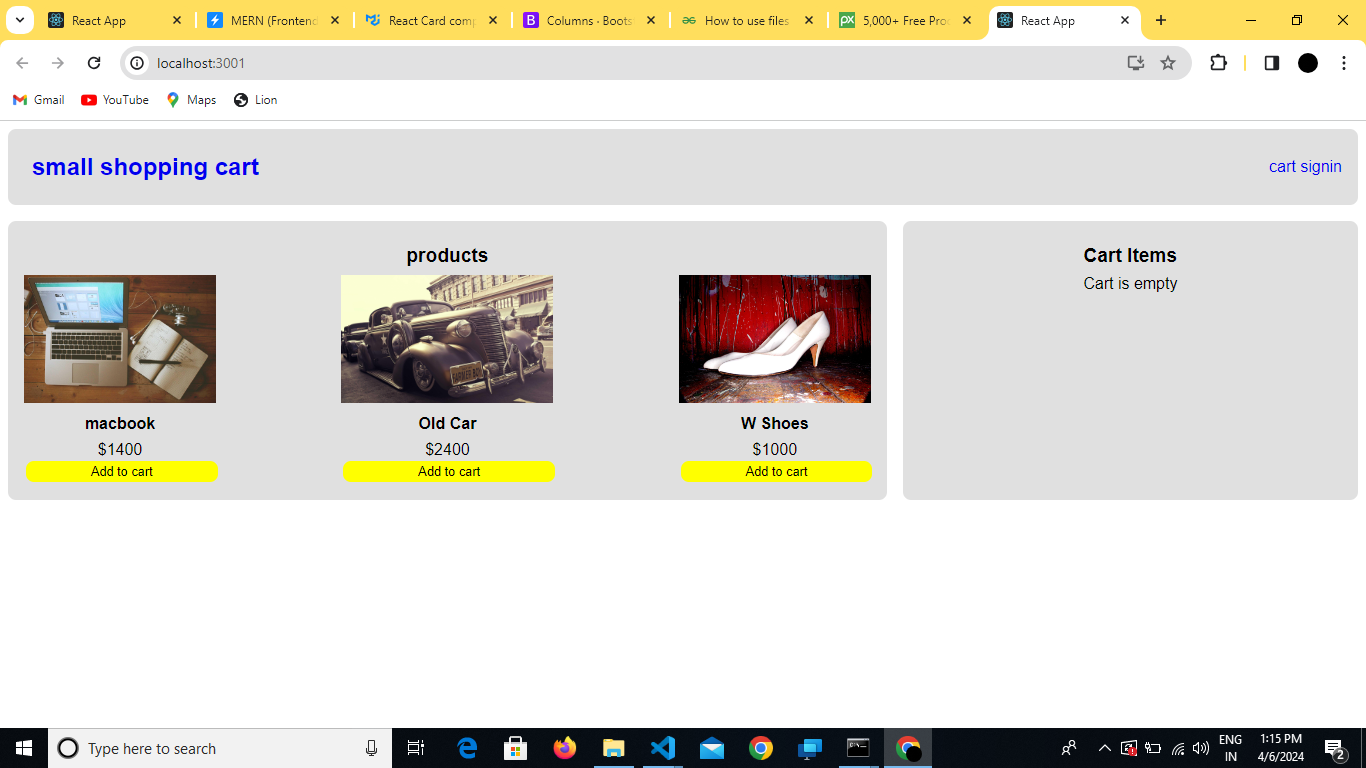 React App
MERN (Frontend
React Card comp
Columns · Boots
How to use files
5,000+ Free Pro
React App
localhost:3001
Gmail YouTube Maps Lion
small shopping cart
cart signin
products
macbook
$1400
Add to cart
Old Car
$2400
Add to cart
W Shoes
$1000
Add to cart
Cart Items
Cart is empty
Type here to search
ENG
IN
1:15 PM
4/6/2024
2